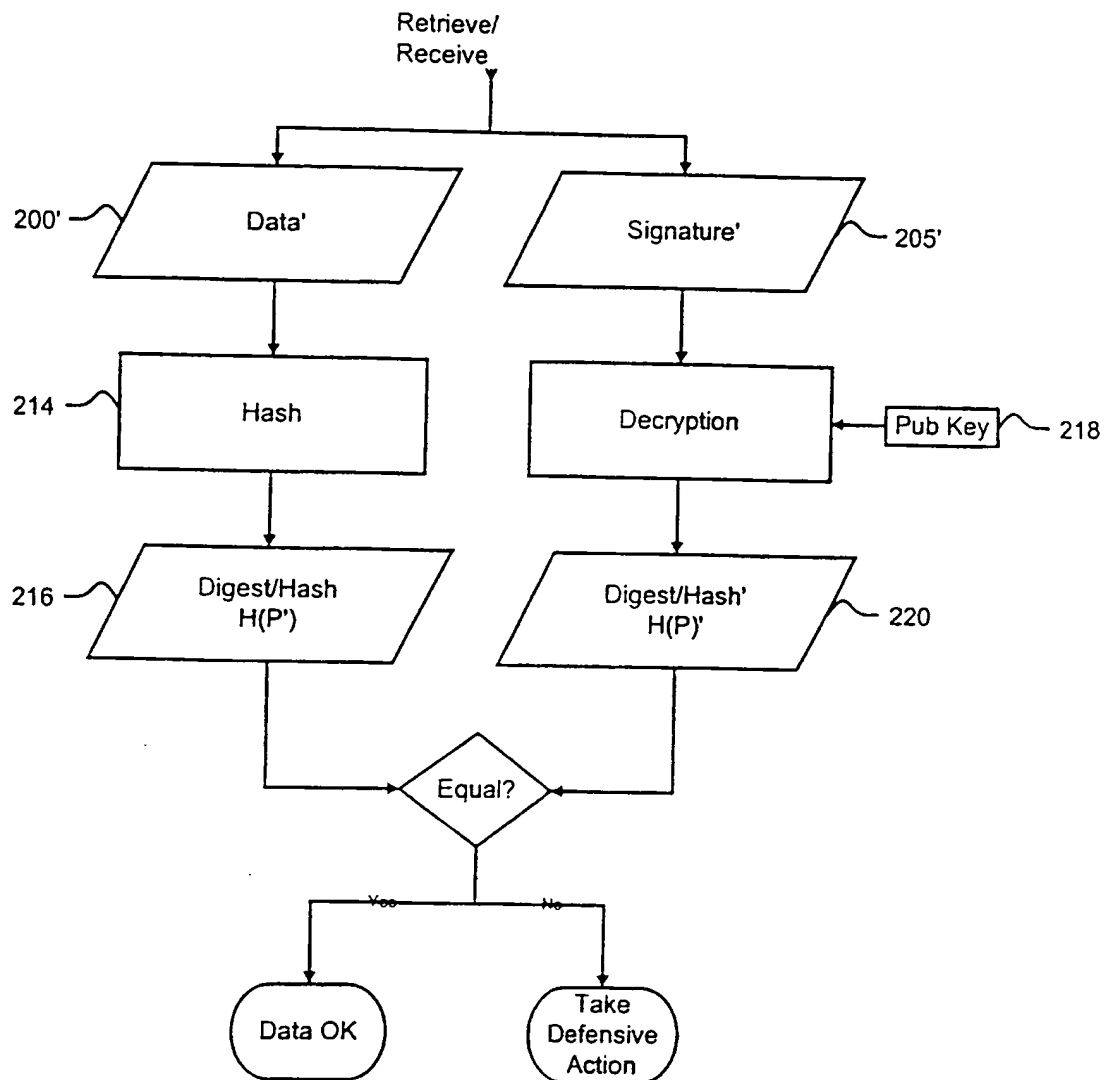 Retrieve/
Receive
200'
Data'
Signature'
205'
214
Hash
Decryption
Pub Key
218
216
Digest/Hash
H(P')
Digest/Hash'
H(P)'
220
Equal?
Yes
No
Data OK
Take
Defensive
Action